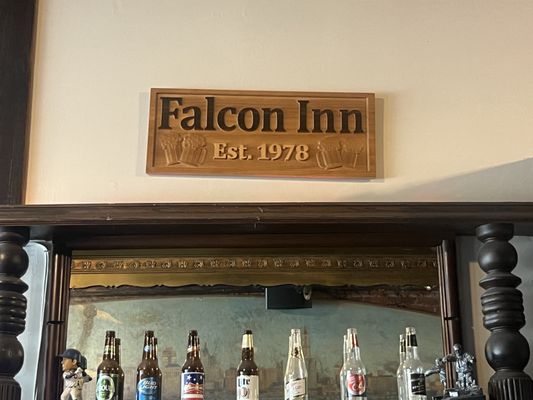 Falcon Inn
Est. 1978